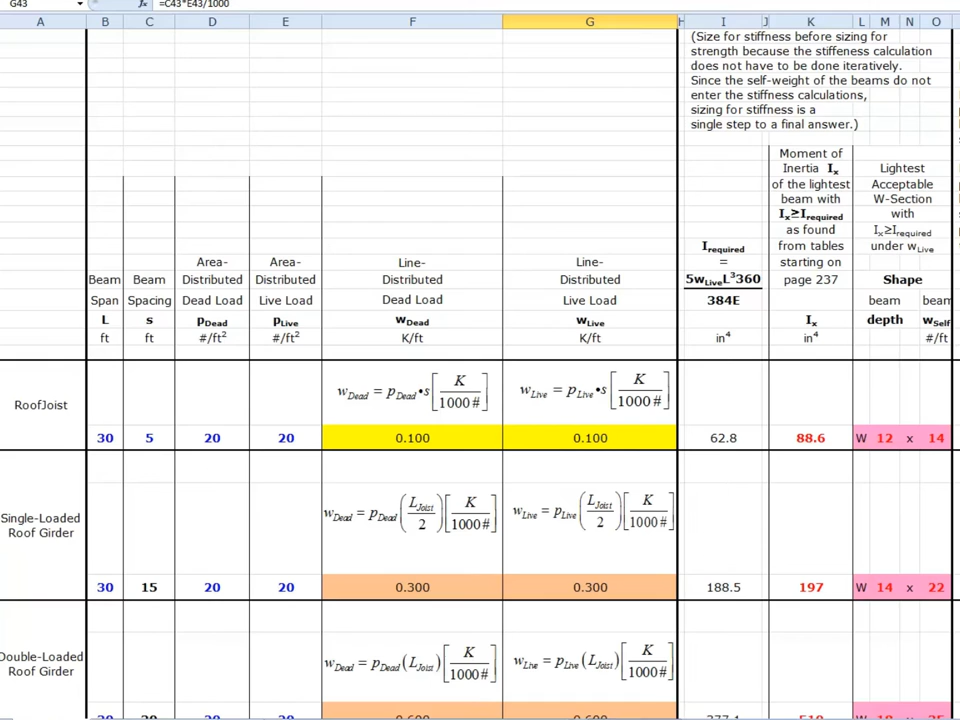 G43 fx =C43*E43/1000
A B C D E F G H I J K L M N O
(Size for stiffness before sizing for
strength because the stiffeness calculation
does not have to be done iteratively.
Since the self-weight of the beams do not
enter the stiffness calculations,
sizing for stiffness is a
single step to a final answer.)
Beam
Span
L
ft
Beam
Spacing
s
ft
Area-
Distributed
Dead Load
pDead
#/ft²
Area-
Distributed
Live Load
pLive
#/ft²
Line-
Distributed
Dead Load
wDead
K/ft
Line-
Distributed
Live Load
wLive
K/ft
Irequired
=
5wLiveL³360
384E
in⁴
Moment of
Inertia Ix
of the lightest
beam with
Ix≥Irequired
as found
from tables
starting on
page 237
Ix
in⁴
Lightest
Acceptable
W-Section
with
Ix≥Irequired
under wLive
Shape
beam
depth
beam
wSelf
#/ft
RoofJoist
wDead = pDead•s[K/1000#]
wLive = pLive•s[K/1000#]
30 5 20 20 0.100 0.100 62.8 88.6 W 12 x 14
Single-Loaded
Roof Girder
wDead = pDead(LJoist/2)[K/1000#]
wLive = pLive(LJoist/2)[K/1000#]
30 15 20 20 0.300 0.300 188.5 197 W 14 x 22
Double-Loaded
Roof Girder
wDead = pDead(LJoist)[K/1000#]
wLive = pLive(LJoist)[K/1000#]